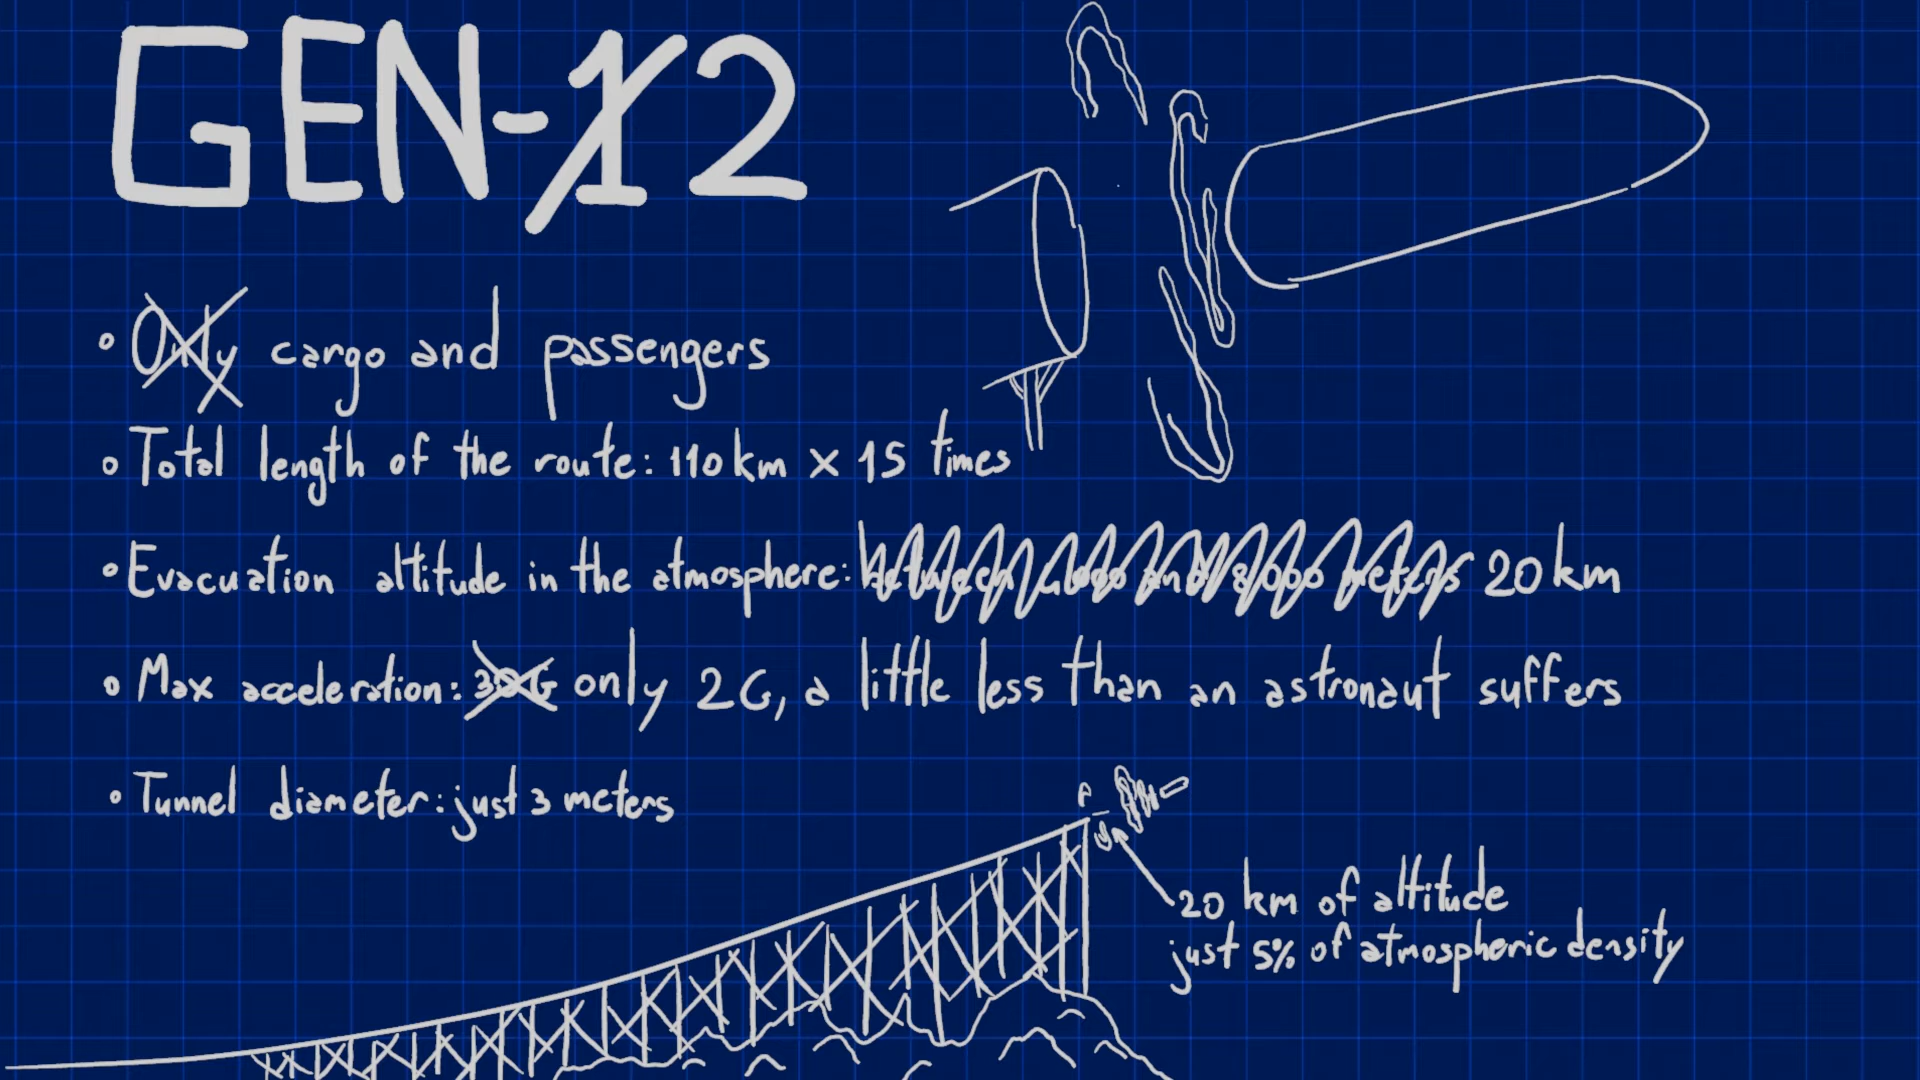 GEN-12
Only cargo and passengers
Total length of the route: 110 km x 15 times
Evacuation altitude in the atmosphere: between and 8,000 meters 20 km
Max acceleration: 30G only 2G, a little less than an astronaut suffers
Tunnel diameter: just 3 meters
20 km of altitude
just 5% of atmospheric density